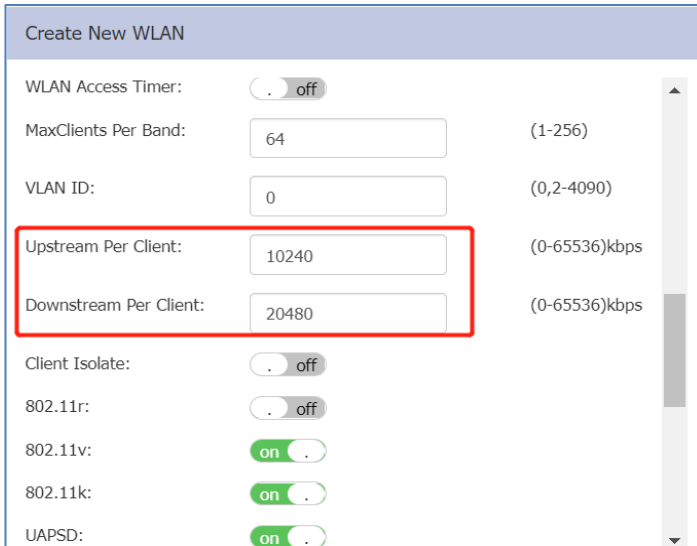 Create New WLAN
WLAN Access Timer: . off
MaxClients Per Band: 64 (1-256)
VLAN ID: 0 (0,2-4090)
Upstream Per Client: 10240 (0-65536)kbps
Downstream Per Client: 20480 (0-65536)kbps
Client Isolate: . off
802.11r: . off
802.11v: on .
802.11k: on .
UAPSD: on .